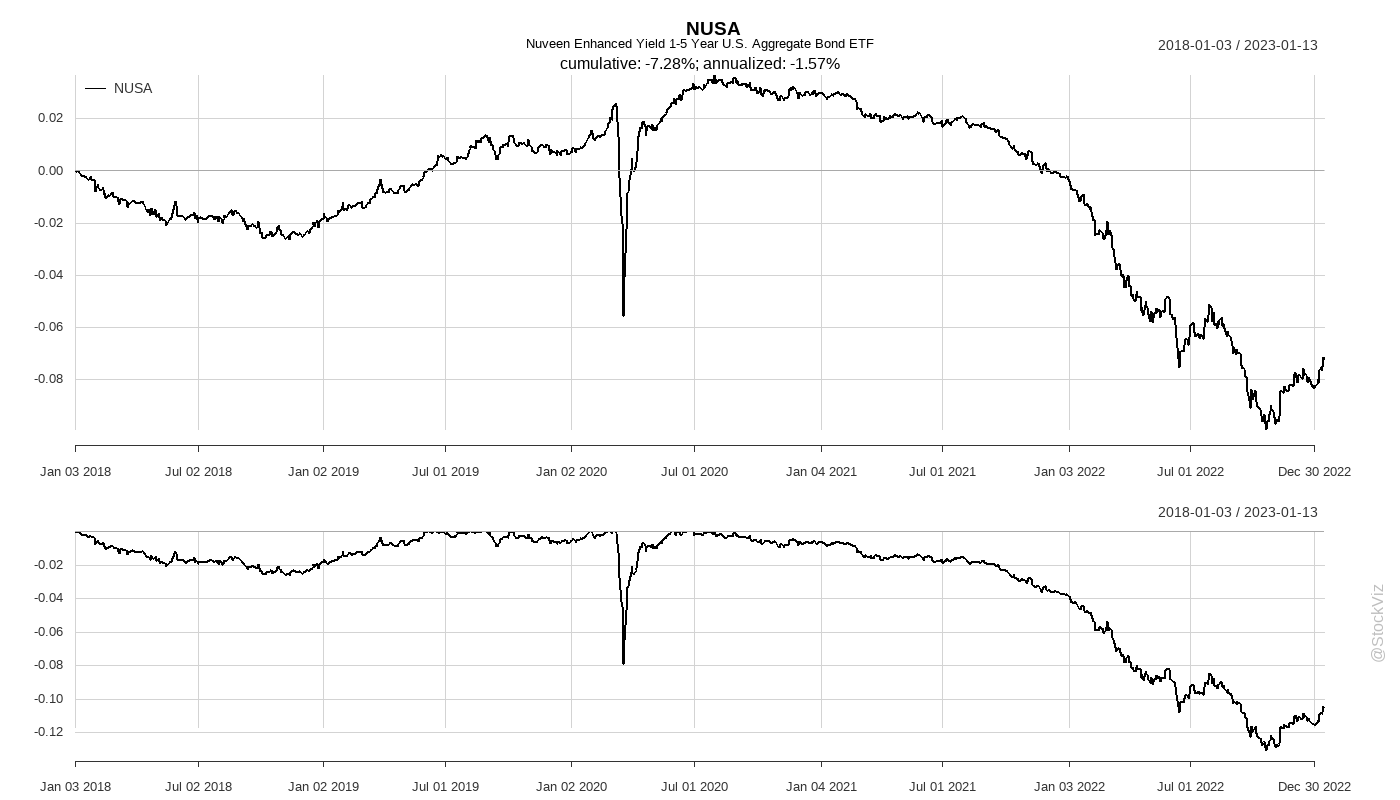 NUSA
Nuveen Enhanced Yield 1-5 Year U.S. Aggregate Bond ETF
cumulative: -7.28%; annualized: -1.57%
2018-01-03 / 2023-01-13
NUSA
0.02
0.00
-0.02
-0.04
-0.06
-0.08
Jan 03 2018 Jul 02 2018 Jan 02 2019 Jul 01 2019 Jan 02 2020 Jul 01 2020 Jan 04 2021 Jul 01 2021 Jan 03 2022 Jul 01 2022 Dec 30 2022
2018-01-03 / 2023-01-13
-0.02
-0.04
-0.06
-0.08
-0.10
-0.12
Jan 03 2018 Jul 02 2018 Jan 02 2019 Jul 01 2019 Jan 02 2020 Jul 01 2020 Jan 04 2021 Jul 01 2021 Jan 03 2022 Jul 01 2022 Dec 30 2022
@StockViz